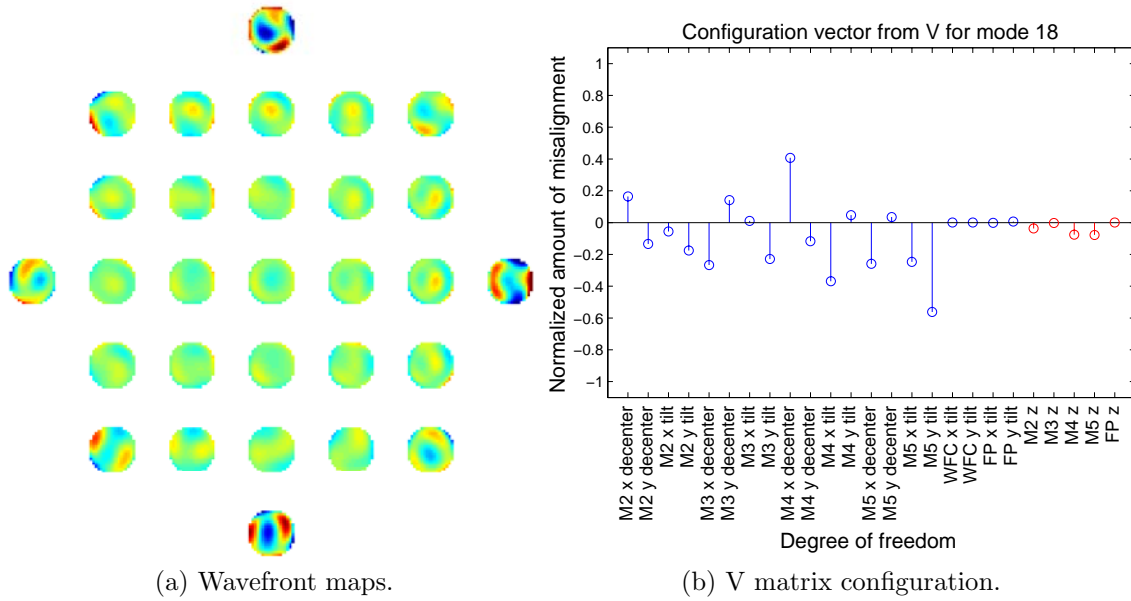 Configuration vector from V for mode 18
Normalized amount of misalignment
1
0.8
0.6
0.4
0.2
0
−0.2
−0.4
−0.6
−0.8
−1
M2 x decenter
M2 y decenter
M2 x tilt
M2 y tilt
M3 x decenter
M3 y decenter
M3 x tilt
M3 y tilt
M4 x decenter
M4 y decenter
M4 x tilt
M4 y tilt
M5 x decenter
M5 y decenter
M5 x tilt
M5 y tilt
WFC x tilt
WFC y tilt
FP x tilt
FP y tilt
M2 z
M3 z
M4 z
M5 z
FP z
Degree of freedom
(a) Wavefront maps.
(b) V matrix configuration.